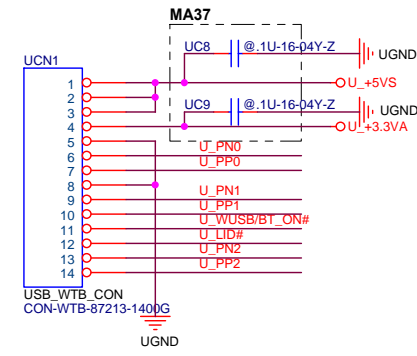 MA37
UC8 @.1U-16-04Y-Z
UGND
UCN1
1
U_+5VS
2
UC9 @.1U-16-04Y-Z
3
UGND
4
U_+3.3VA
5
U_PN0
6
U_PP0
7
8
U_PN1
9
U_PP1
10
U_WUSB/BT_ON#
11
U_LID#
12
U_PN2
13
U_PP2
14
USB_WTB_CON
CON-WTB-87213-1400G
UGND